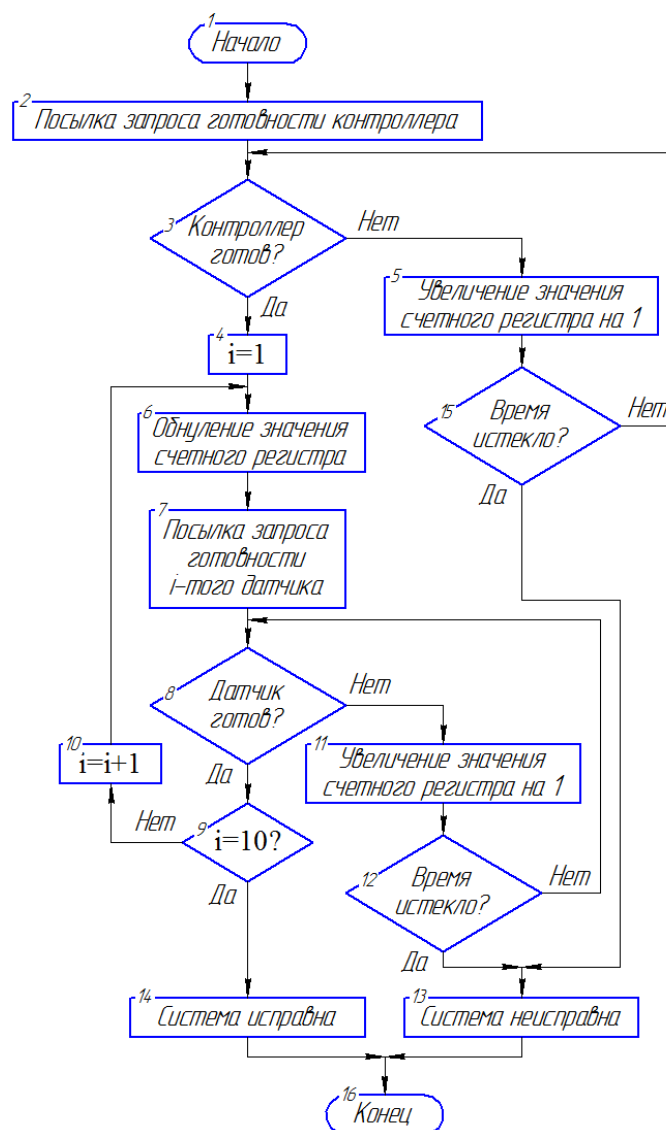 1
Начало
2
Посылка запроса готовности контроллера
3
Контроллер
готов?
Нет
Да
4
i=1
5
Увеличение значения
счетного регистра на 1
15
Время
истекло?
Нет
Да
6
Обнуление значения
счетного регистра
7
Посылка запроса
готовности
i-того датчика
8
Датчик
готов?
Нет
Да
10
i=i+1
11
Увеличение значения
счетного регистра на 1
Нет
9
i=10?
Да
12
Время
истекло?
Нет
Да
14
Система исправна
13
Система неисправна
16
Конец